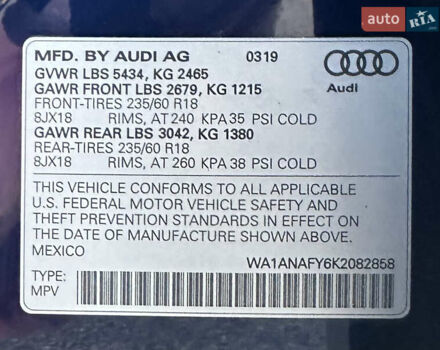 auto RIA
.com
MFD. BY AUDI AG 0319
GVWR LBS 5434, KG 2465
GAWR FRONT LBS 2679, KG 1215
FRONT-TIRES 235/60 R18
8JX18 RIMS, AT 240 KPA 35 PSI COLD
GAWR REAR LBS 3042, KG 1380
REAR-TIRES 235/60 R18
8JX18 RIMS, AT 260 KPA 38 PSI COLD
Audi
THIS VEHICLE CONFORMS TO ALL APPLICABLE
U.S. FEDERAL MOTOR VEHICLE SAFETY AND
THEFT PREVENTION STANDARDS IN EFFECT ON
THE DATE OF MANUFACTURE SHOWN ABOVE.
MEXICO WA1ANAFY6K2082858
TYPE:
MPV